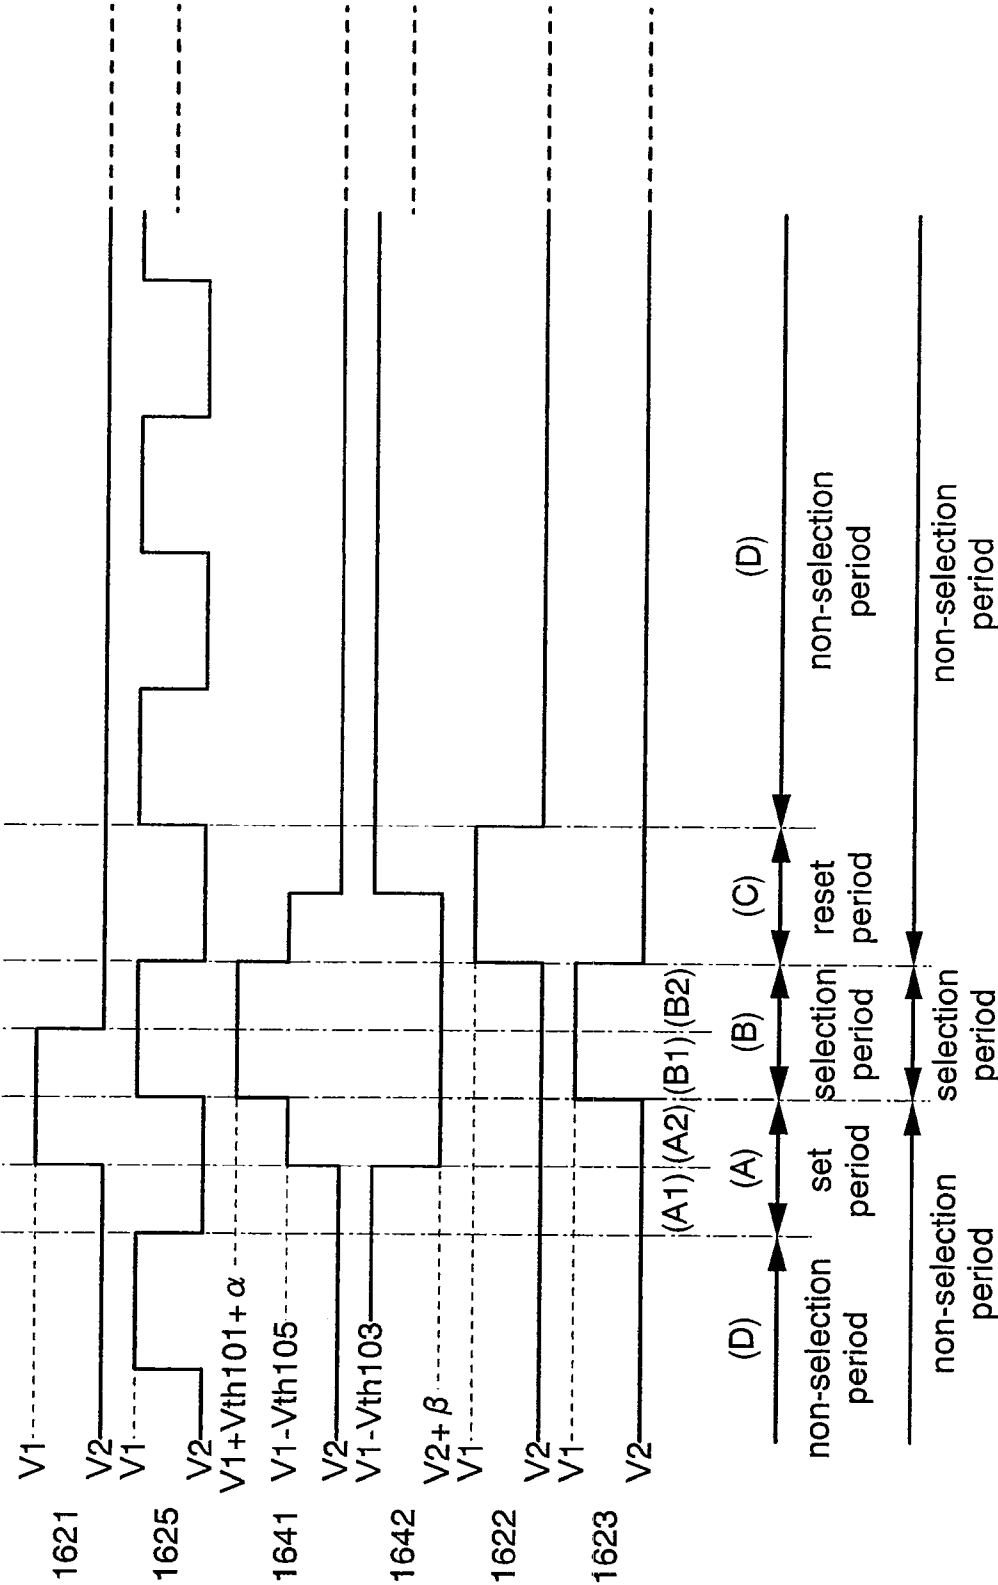 1621
V1
V2
1625
V1
V2
1641
V1+Vth101+α
V1-Vth105
V2
1642
V1-Vth103
V2+β
1622
V1
V2
1623
V1
V2
(A1) (A2) (B1) (B2)
(D) (A) (B) (C) (D)
non-selection period
set period
selection period
reset period
non-selection period
non-selection period
selection period
non-selection period